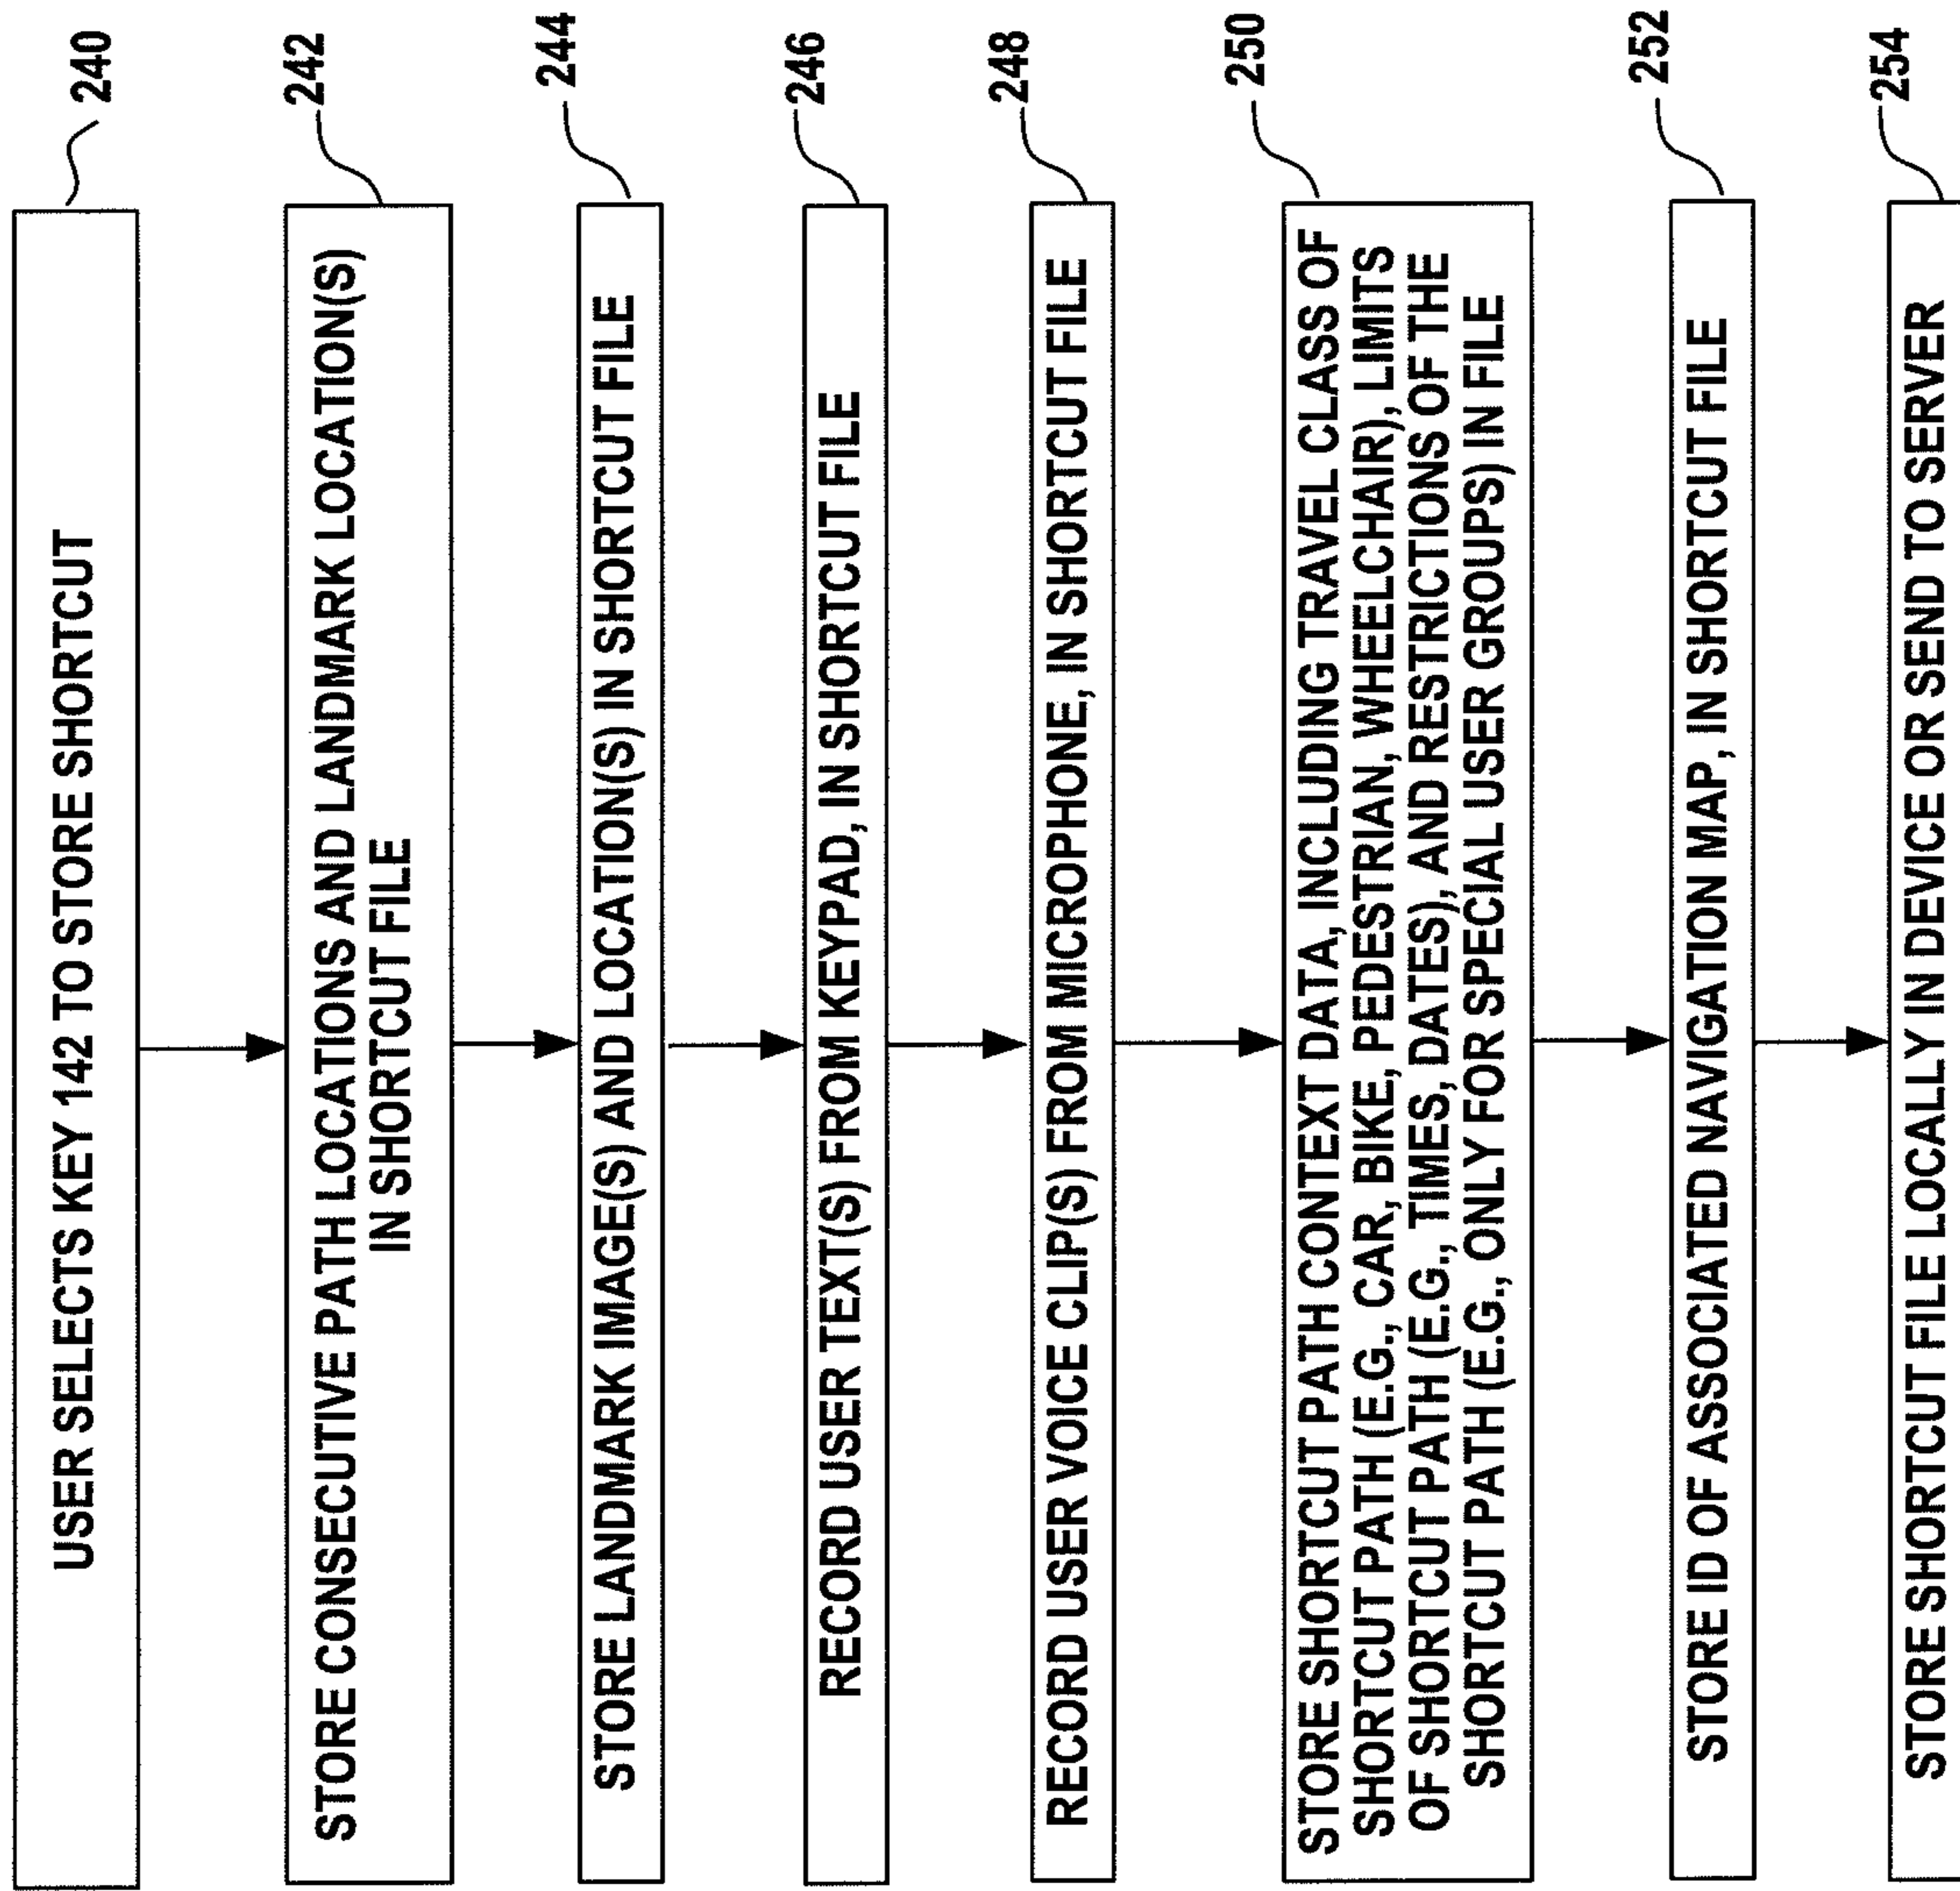 USER SELECTS KEY 142 TO STORE SHORTCUT
240
STORE CONSECUTIVE PATH LOCATIONS AND LANDMARK LOCATION(S)
IN SHORTCUT FILE
242
STORE LANDMARK IMAGE(S) AND LOCATION(S) IN SHORTCUT FILE
244
RECORD USER TEXT(S) FROM KEYPAD, IN SHORTCUT FILE
246
RECORD USER VOICE CLIP(S) FROM MICROPHONE, IN SHORTCUT FILE
248
STORE SHORTCUT PATH CONTEXT DATA, INCLUDING TRAVEL CLASS OF
SHORTCUT PATH (E.G., CAR, BIKE, PEDESTRIAN, WHEELCHAIR), LIMITS
OF SHORTCUT PATH (E.G., TIMES, DATES), AND RESTRICTIONS OF THE
SHORTCUT PATH (E.G., ONLY FOR SPECIAL USER GROUPS) IN FILE
250
STORE ID OF ASSOCIATED NAVIGATION MAP, IN SHORTCUT FILE
252
STORE SHORTCUT FILE LOCALLY IN DEVICE OR SEND TO SERVER
254